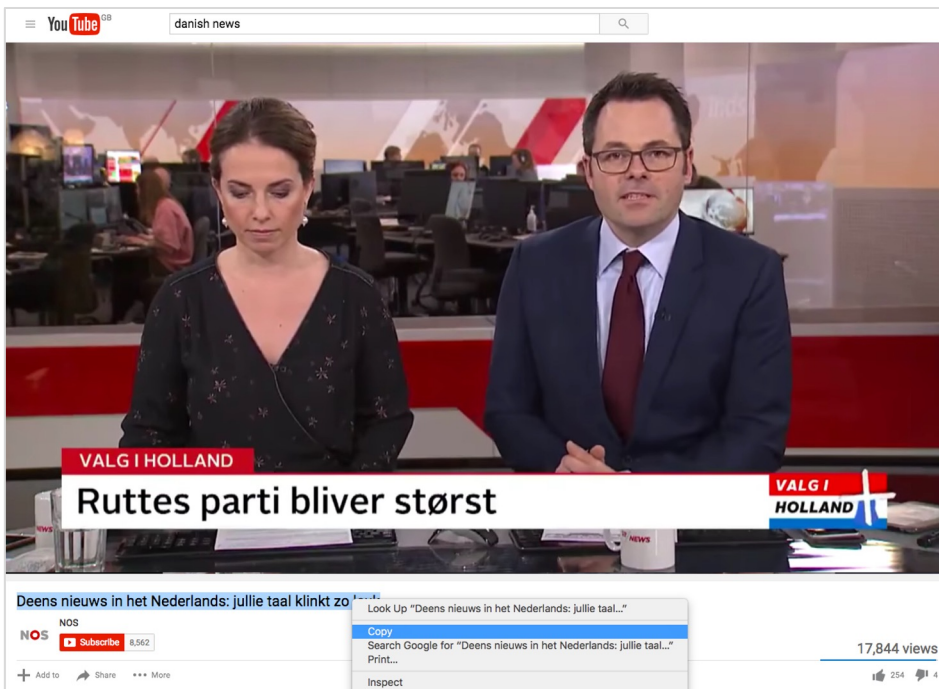 YouTube GB
danish news
VALG I HOLLAND
Ruttes parti bliver størst
VALG I
HOLLAND
NEWS
NEWS
Deens nieuws in het Nederlands: jullie taal klinkt zo
NOS
NOS
Subscribe 8,562
Add to Share More
Look Up “Deens nieuws in het Nederlands: jullie taal...”
Copy
Search Google for “Deens nieuws in het Nederlands: jullie taal...”
Print...
Inspect
17,844 views
254 4